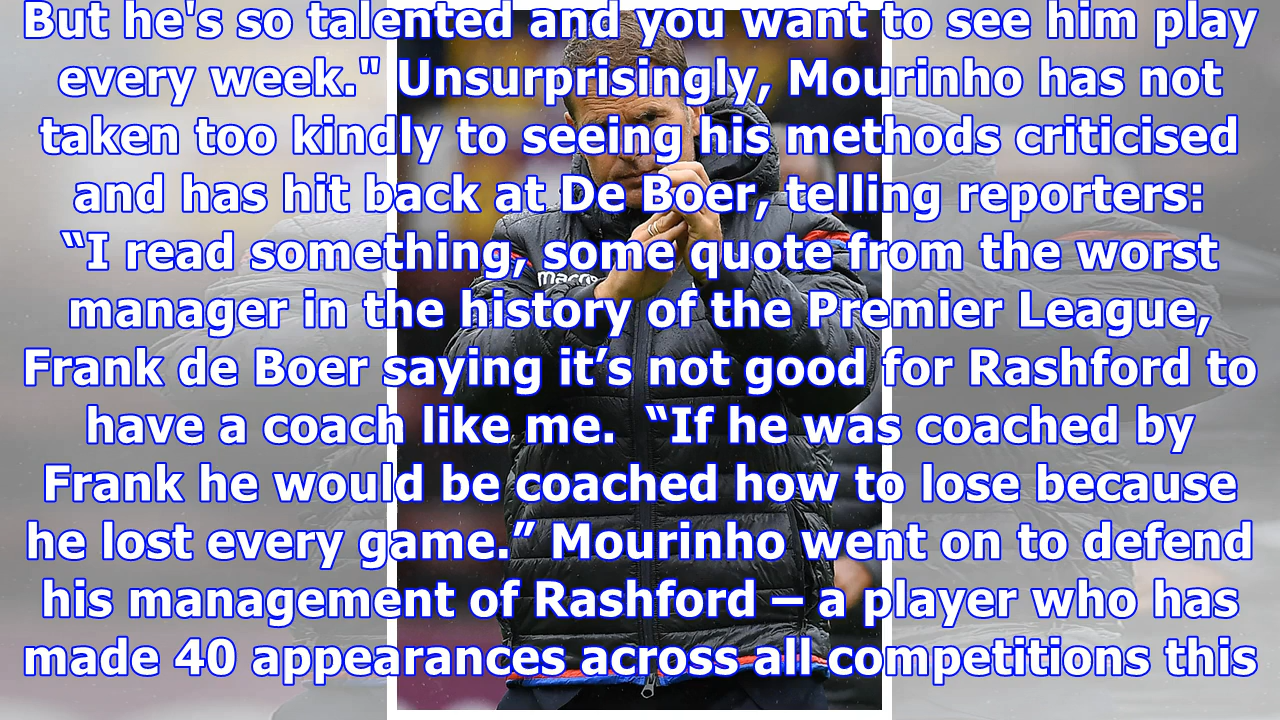 But he's so talented and you want to see him play
every week." Unsurprisingly, Mourinho has not
taken too kindly to seeing his methods criticised
and has hit back at De Boer, telling reporters:
“I read something, some quote from the worst
manager in the history of the Premier League,
Frank de Boer saying it’s not good for Rashford to
have a coach like me.  “If he was coached by
Frank he would be coached how to lose because
he lost every game.” Mourinho went on to defend
his management of Rashford – a player who has
made 40 appearances across all competitions this